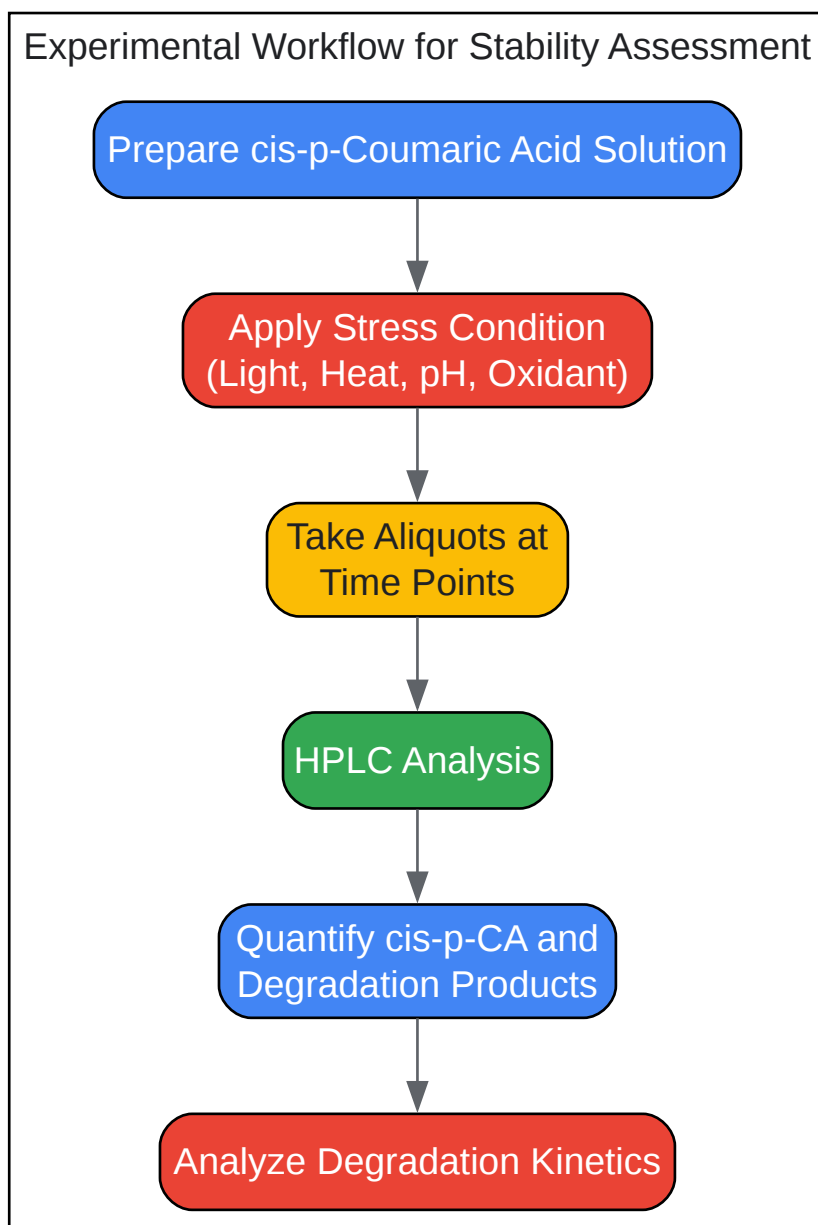 Experimental Workflow for Stability Assessment
Prepare cis-p-Coumaric Acid Solution
Apply Stress Condition
(Light, Heat, pH, Oxidant)
Take Aliquots at
Time Points
HPLC Analysis
Quantify cis-p-CA and
Degradation Products
Analyze Degradation Kinetics